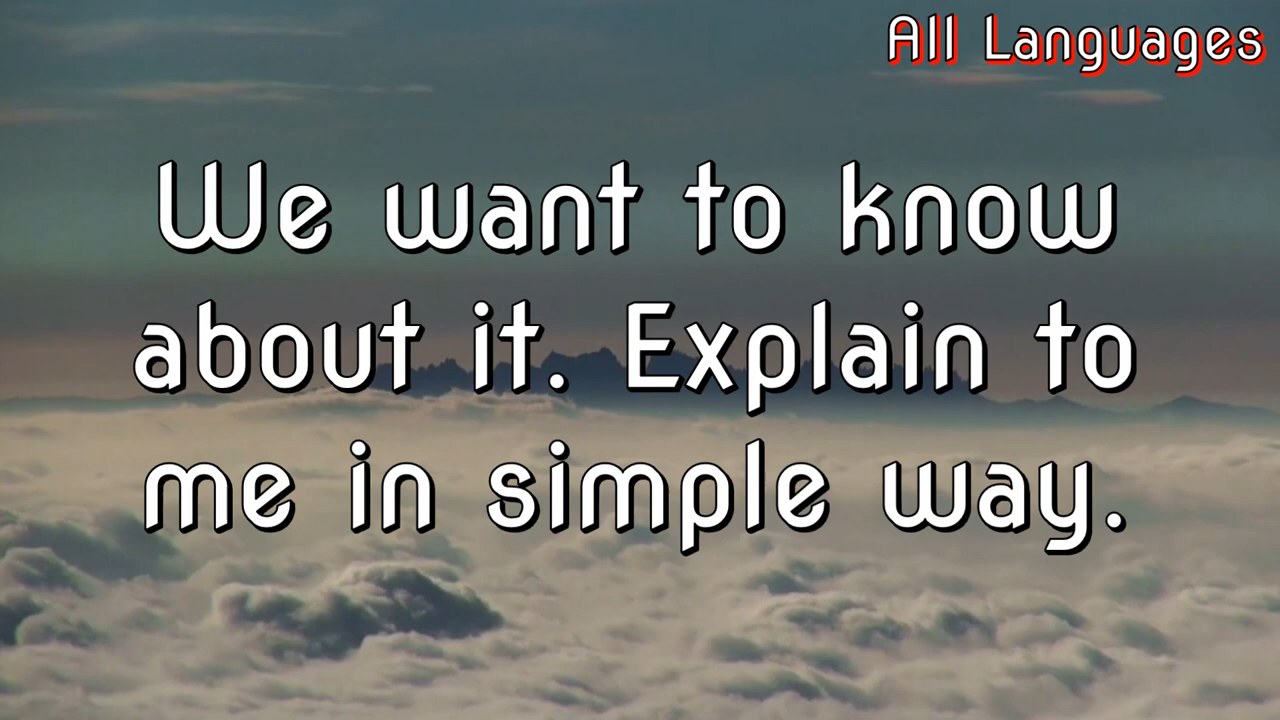 All Languages
We want to know
about it. Explain to
me in simple way.